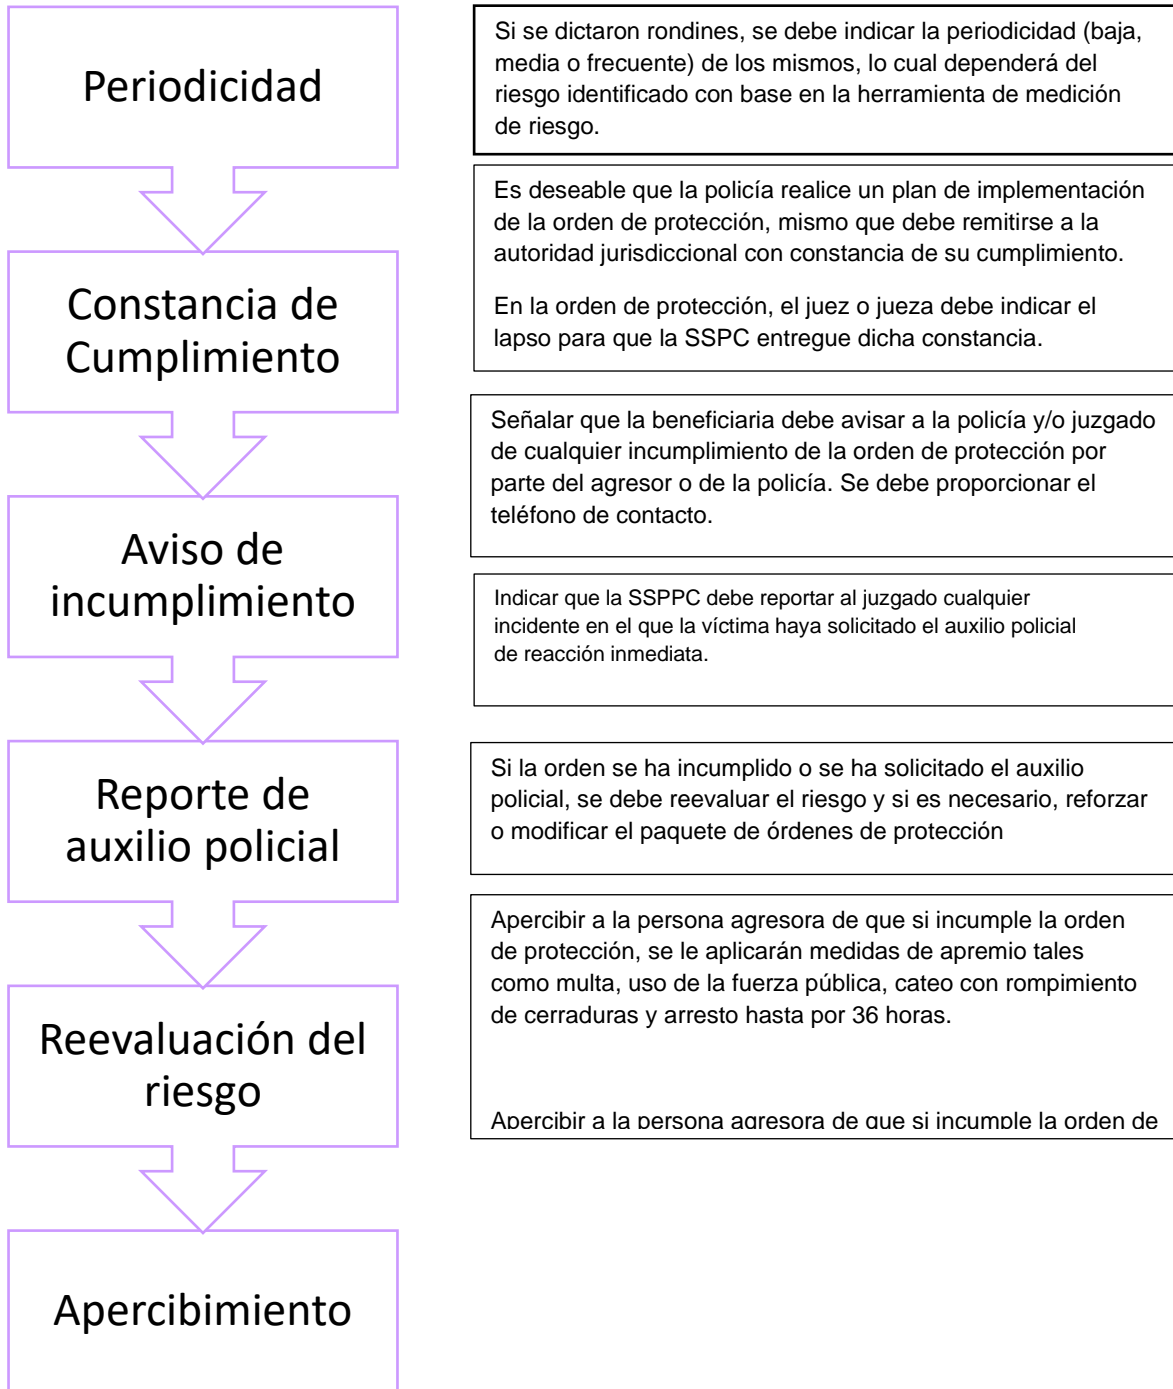 Periodicidad
Si se dictaron rondines, se debe indicar la periodicidad (baja,
media o frecuente) de los mismos, lo cual dependerá del
riesgo identificado con base en la herramienta de medición
de riesgo.
Constancia de
Cumplimiento
Es deseable que la policía realice un plan de implementación
de la orden de protección, mismo que debe remitirse a la
autoridad jurisdiccional con constancia de su cumplimiento.
En la orden de protección, el juez o jueza debe indicar el
lapso para que la SSPC entregue dicha constancia.
Aviso de
incumplimiento
Señalar que la beneficiaria debe avisar a la policía y/o juzgado
de cualquier incumplimiento de la orden de protección por
parte del agresor o de la policía. Se debe proporcionar el
teléfono de contacto.
Reporte de
auxilio policial
Indicar que la SSPPC debe reportar al juzgado cualquier
incidente en el que la víctima haya solicitado el auxilio policial
de reacción inmediata.
Reevaluación del
riesgo
Si la orden se ha incumplido o se ha solicitado el auxilio
policial, se debe reevaluar el riesgo y si es necesario, reforzar
o modificar el paquete de órdenes de protección
Apercibimiento
Apercibir a la persona agresora de que si incumple la orden
de protección, se le aplicarán medidas de apremio tales
como multa, uso de la fuerza pública, cateo con rompimiento
de cerraduras y arresto hasta por 36 horas.
Apercibir a la persona agresora de que si incumple la orden de